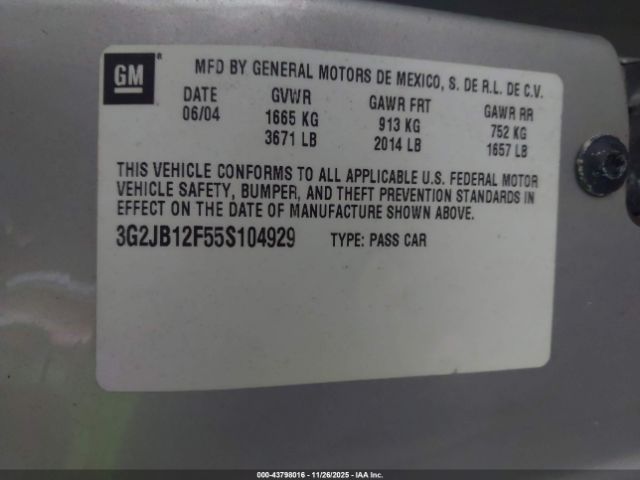 GM ®
MFD BY GENERAL MOTORS DE MEXICO, S. DE R.L. DE C.V.
DATE GVWR GAWR FRT GAWR RR
06/04 1665 KG 913 KG 752 KG
3671 LB 2014 LB 1657 LB
THIS VEHICLE CONFORMS TO ALL APPLICABLE U.S. FEDERAL MOTOR
VEHICLE SAFETY, BUMPER, AND THEFT PREVENTION STANDARDS IN
EFFECT ON THE DATE OF MANUFACTURE SHOWN ABOVE.
3G2JB12F55S104929 TYPE: PASS CAR
000-43798016 - 11/26/2025 - IAA Inc.